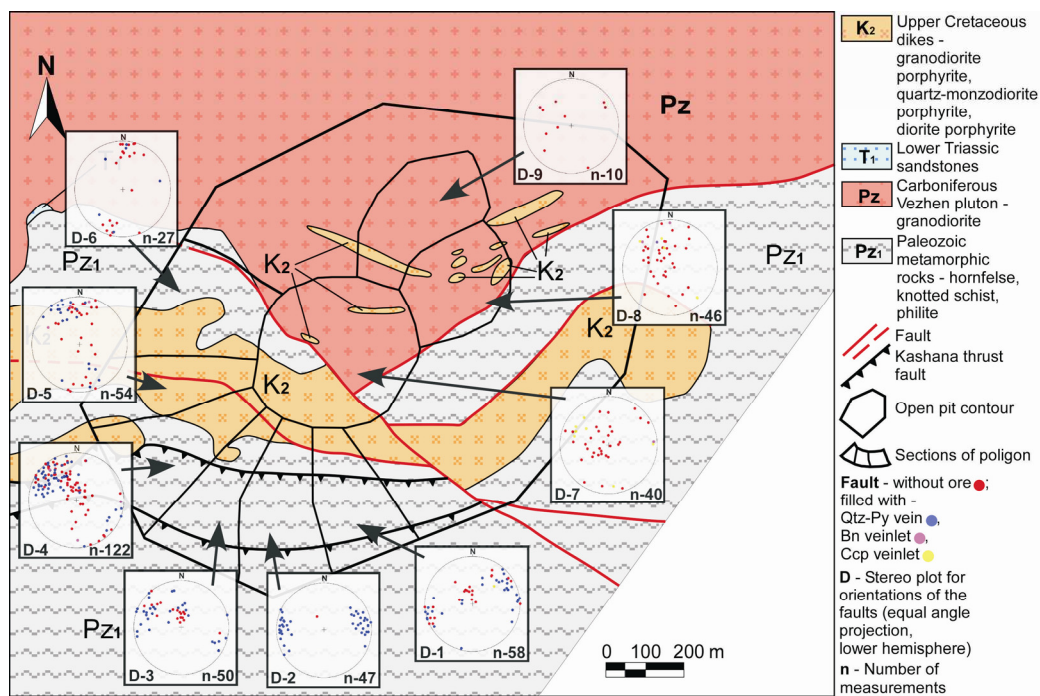 N
Pz
N
D-9 n-10
N
D-6 n-27
Pz₁
N
D-8 n-46
Pz₁
K₂
K₂
N
D-5 n-54
K₂
K₂
N
D-7 n-40
N
D-4 n-122
N
D-3 n-50
N
D-2 n-47
N
D-1 n-58
Pz₁
0 100 200 m
K₂
Upper Cretaceous
dikes -
granodiorite
porphyrite,
quartz-monzodiorite
porphyrite,
diorite porphyrite
T₁
Lower Triassic
sandstones
Pz
Carboniferous
Vezhen pluton -
granodiorite
Pz₁
Paleozoic
metamorphic
rocks - hornfelse,
knotted schist,
philite
Fault
Kashana thrust
fault
Open pit contour
Sections of poligon
Fault - without ore ;
filled with -
Qtz-Py vein ,
Bn veinlet ,
Ccp veinlet
D - Stereo plot for
orientations of the
faults (equal angle
projection,
lower hemisphere)
n - Number of
measurements